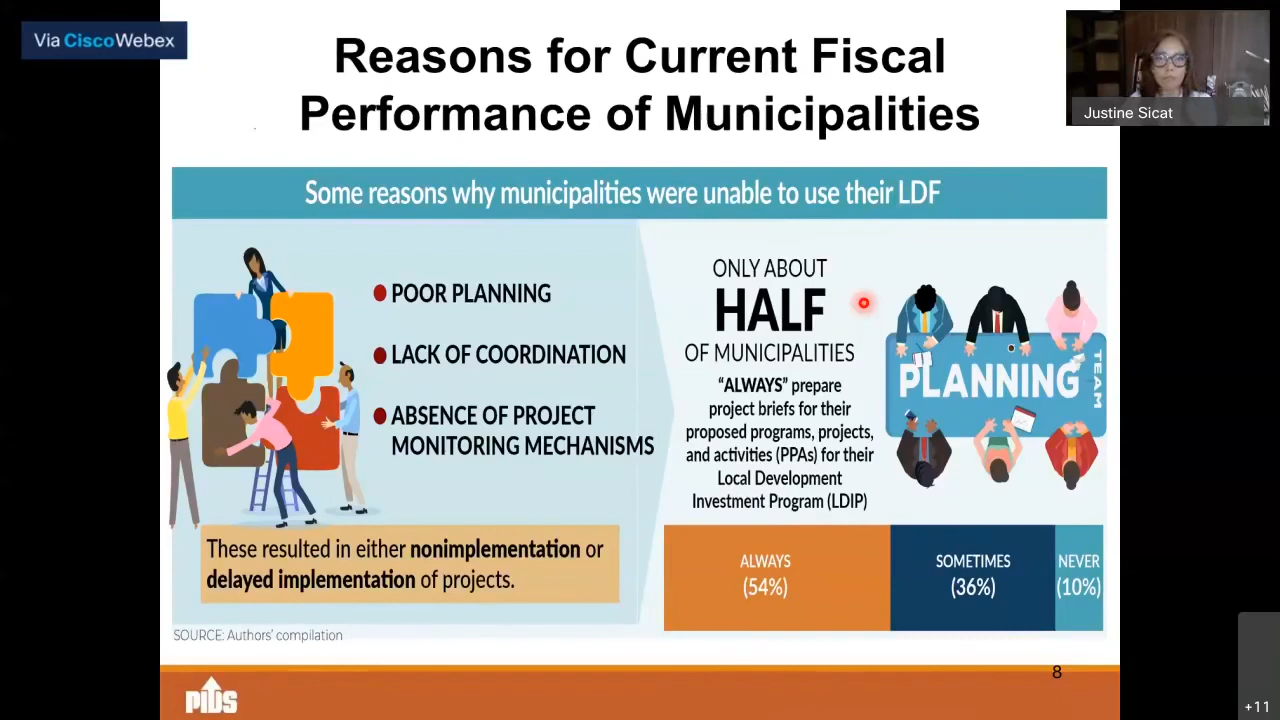 Via CiscoWebex
Reasons for Current Fiscal
Performance of Municipalities
Justine Sicat
Some reasons why municipalities were unable to use their LDF
POOR PLANNING
LACK OF COORDINATION
ABSENCE OF PROJECT
MONITORING MECHANISMS
These resulted in either nonimplementation or
delayed implementation of projects.
ONLY ABOUT
HALF
OF MUNICIPALITIES
“ALWAYS” prepare
project briefs for their
proposed programs, projects,
and activities (PPAs) for their
Local Development
Investment Program (LDIP)
PLANNING
TEAM
ALWAYS
(54%)
SOMETIMES
(36%)
NEVER
(10%)
SOURCE: Authors’ compilation
8
PIDS
+11